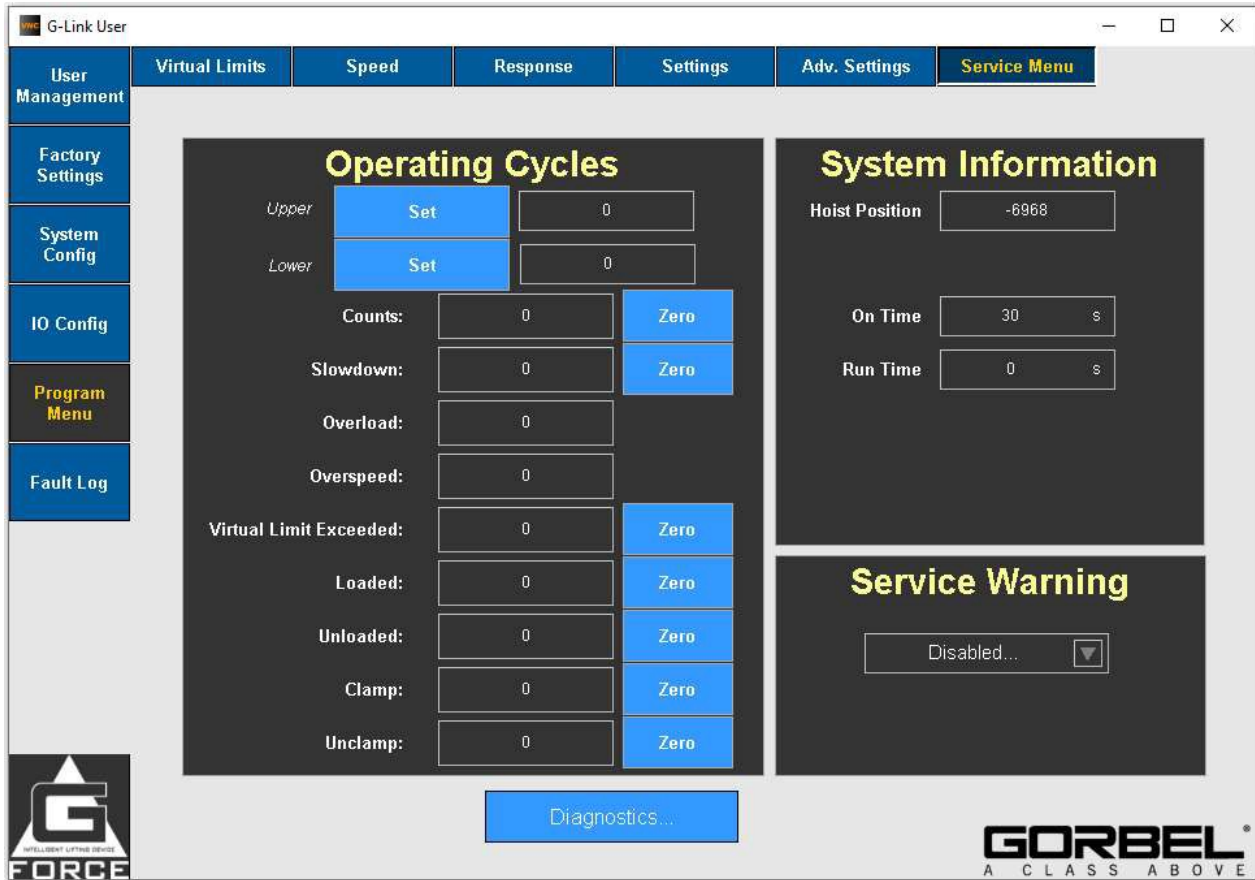 VNC G-Link User
User Management
Factory Settings
System Config
IO Config
Program Menu
Fault Log
Virtual Limits Speed Response Settings Adv. Settings Service Menu
Operating Cycles
Upper Set 0
Lower Set 0
Counts: 0 Zero
Slowdown: 0 Zero
Overload: 0
Overspeed: 0
Virtual Limit Exceeded: 0 Zero
Loaded: 0 Zero
Unloaded: 0 Zero
Clamp: 0 Zero
Unclamp: 0 Zero
System Information
Hoist Position -6968
On Time 30 s
Run Time 0 s
Service Warning
Disabled...
Diagnostics...
G
INTELLIGENT LIFTING DEVICE
FORCE
GORBEL®
A CLASS ABOVE